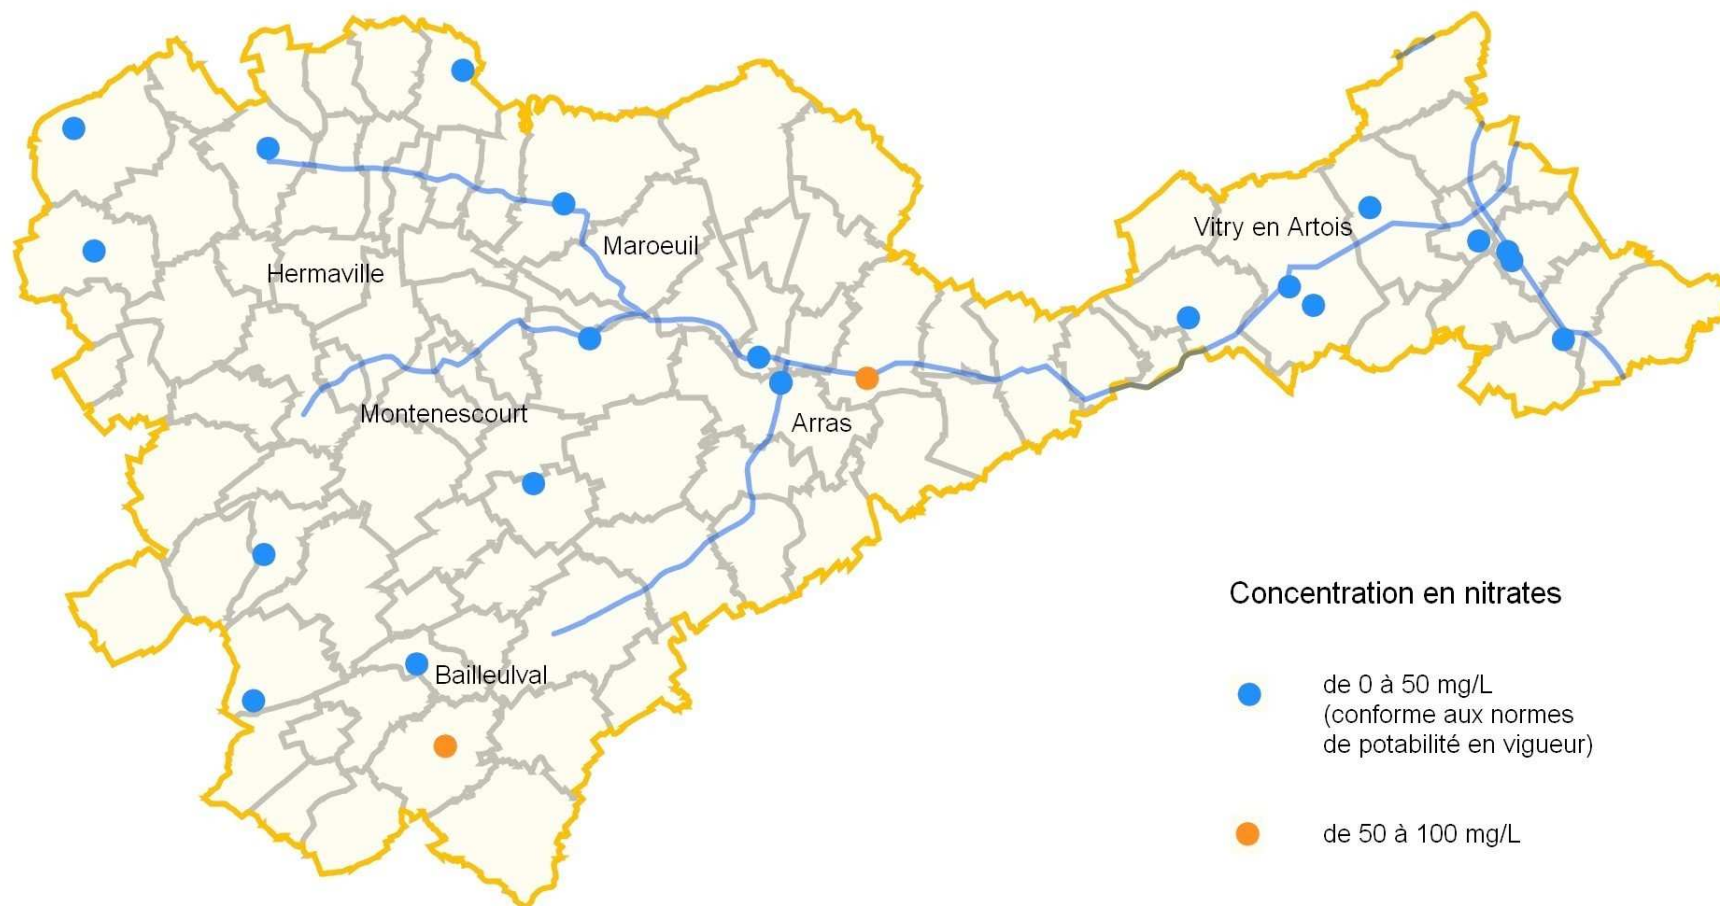 Vitry en Artois
Maroeuil
Hermaville
Montenescourt
Arras
Bailleulval
Concentration en nitrates
de 0 à 50 mg/L
(conforme aux normes
de potabilité en vigueur)
de 50 à 100 mg/L